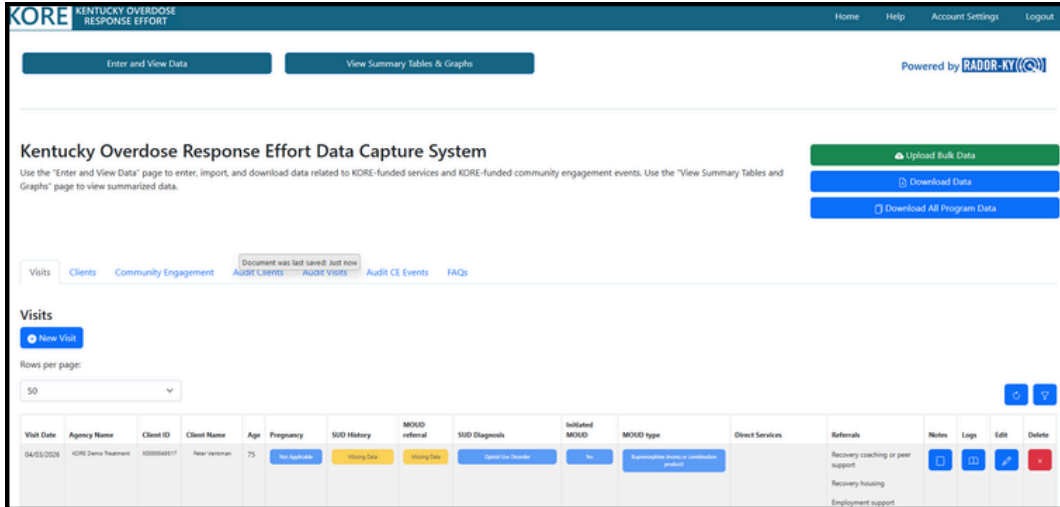 KORE KENTUCKY OVERDOSE
RESPONSE EFFORT
Home Help Account Settings Logout
Enter and View Data View Summary Tables & Graphs
Powered by RADOR-KY
Kentucky Overdose Response Effort Data Capture System
Use the "Enter and View Data" page to enter, import, and download data related to KORE-funded services and KORE-funded community engagement events. Use the "View Summary Tables and
Graphs" page to view summarized data.
Upload Bulk Data
Download Data
Download All Program Data
Document was last saved: Just now
Visits Clients Community Engagement Audit Clients Audit Visits Audit CE Events FAQs
Visits
New Visit
Rows per page:
50
Visit Date Agency Name Client ID Client Name Age Pregnancy SUD History MOUD referral SUD Diagnosis Initiated MOUD MOUD type Direct Services Referrals Notes Logs Edit Delete
04/03/2026 KORE Demo Treatment Peter Venkman 75 Not Applicable Missing Data Missing Data Opioid Use Disorder Yes Buprenorphine (mono or combination product) Recovery coaching or peer support
Recovery housing
Employment support